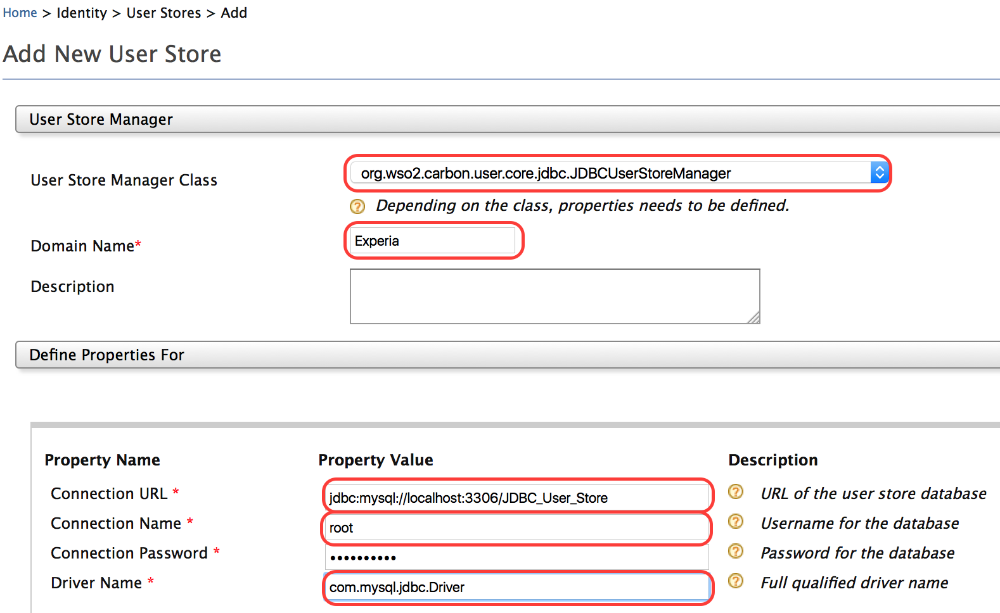 Home > Identity > User Stores > Add
Add New User Store
User Store Manager
User Store Manager Class
org.wso2.carbon.user.core.jdbc.JDBCUserStoreManager
? Depending on the class, properties needs to be defined.
Domain Name*
Experia
Description
Define Properties For
Property Name Property Value Description
Connection URL * jdbc:mysql://localhost:3306/JDBC_User_Store ? URL of the user store database
Connection Name * root ? Username for the database
Connection Password * •••••••••• ? Password for the database
Driver Name * com.mysql.jdbc.Driver ? Full qualified driver name